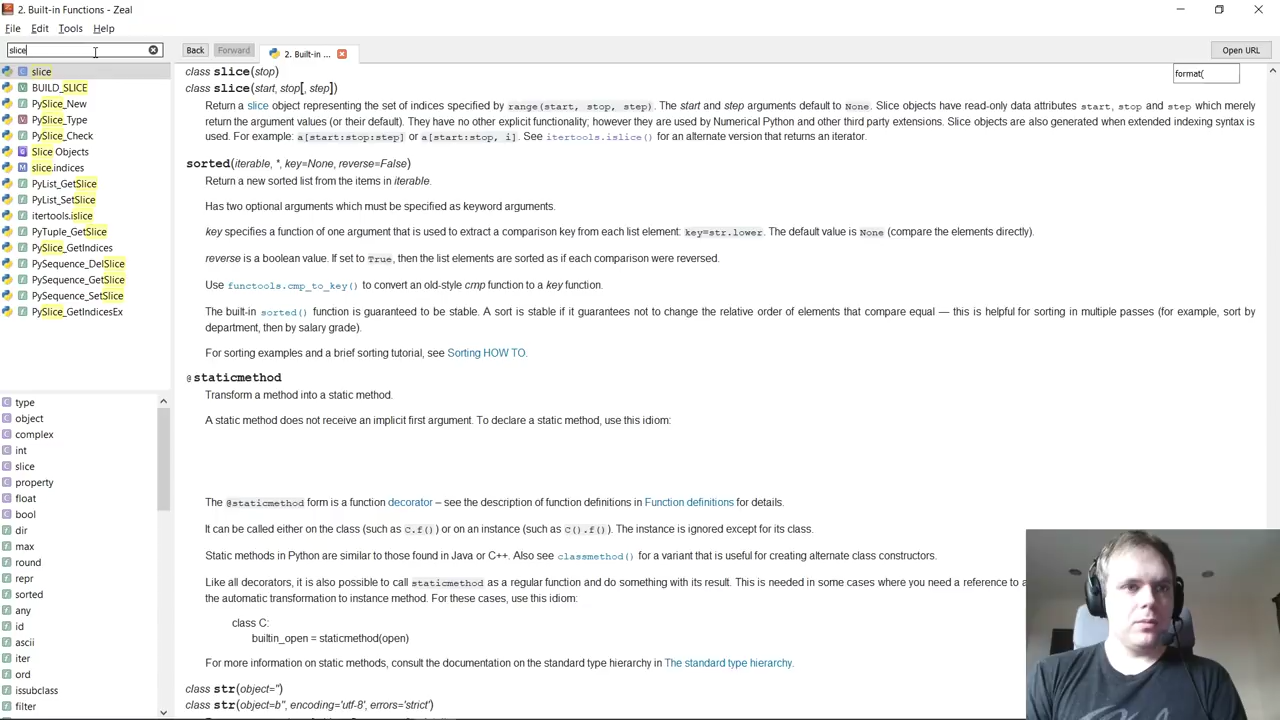 2. Built-in Functions - Zeal
File Edit Tools Help
slice
Back Forward 2. Built-in ... Open URL
slice
BUILD_SLICE
PySlice_New
PySlice_Type
PySlice_Check
Slice Objects
slice.indices
PyList_GetSlice
PyList_SetSlice
itertools.islice
PyTuple_GetSlice
PySlice_GetIndices
PySequence_DelSlice
PySequence_GetSlice
PySequence_SetSlice
PySlice_GetIndicesEx
type
object
complex
int
slice
property
float
bool
dir
max
round
repr
sorted
any
id
ascii
iter
ord
issubclass
filter
format(
class slice(stop)
class slice(start, stop[, step])
Return a slice object representing the set of indices specified by range(start, stop, step). The start and step arguments default to None. Slice objects have read-only data attributes start, stop and step which merely
return the argument values (or their default). They have no other explicit functionality; however they are used by Numerical Python and other third party extensions. Slice objects are also generated when extended indexing syntax is
used. For example: a[start:stop:step] or a[start:stop, i]. See itertools.islice() for an alternate version that returns an iterator.
sorted(iterable, *, key=None, reverse=False)
Return a new sorted list from the items in iterable.
Has two optional arguments which must be specified as keyword arguments.
key specifies a function of one argument that is used to extract a comparison key from each list element: key=str.lower. The default value is None (compare the elements directly).
reverse is a boolean value. If set to True, then the list elements are sorted as if each comparison were reversed.
Use functools.cmp_to_key() to convert an old-style cmp function to a key function.
The built-in sorted() function is guaranteed to be stable. A sort is stable if it guarantees not to change the relative order of elements that compare equal — this is helpful for sorting in multiple passes (for example, sort by
department, then by salary grade).
For sorting examples and a brief sorting tutorial, see Sorting HOW TO.
@staticmethod
Transform a method into a static method.
A static method does not receive an implicit first argument. To declare a static method, use this idiom:
The @staticmethod form is a function decorator – see the description of function definitions in Function definitions for details.
It can be called either on the class (such as C.f()) or on an instance (such as C().f()). The instance is ignored except for its class.
Static methods in Python are similar to those found in Java or C++. Also see classmethod() for a variant that is useful for creating alternate class constructors.
Like all decorators, it is also possible to call staticmethod as a regular function and do something with its result. This is needed in some cases where you need a reference to
the automatic transformation to instance method. For these cases, use this idiom:
class C:
builtin_open = staticmethod(open)
For more information on static methods, consult the documentation on the standard type hierarchy in The standard type hierarchy.
class str(object='')
class str(object=b'', encoding='utf-8', errors='strict')